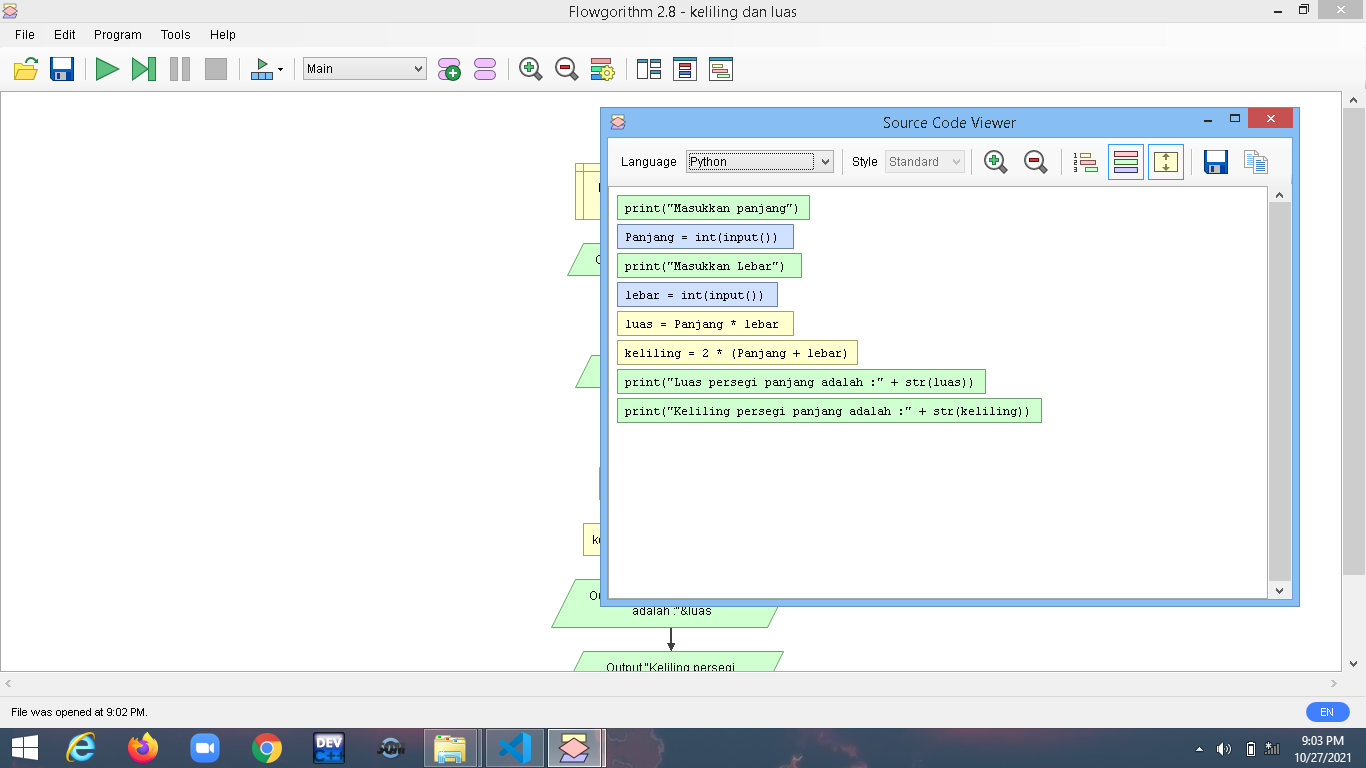 Flowgorithm 2.8 - keliling dan luas
File Edit Program Tools Help
Main
Source Code Viewer
Language Python Style Standard
print("Masukkan panjang")
Panjang = int(input())
print("Masukkan Lebar")
lebar = int(input())
luas = Panjang * lebar
keliling = 2 * (Panjang + lebar)
print("Luas persegi panjang adalah :" + str(luas))
print("Keliling persegi panjang adalah :" + str(keliling))
adalah :"&luas
Output "Keliling persegi
File was opened at 9:02 PM.
EN
DEV
C++
9:03 PM
10/27/2021